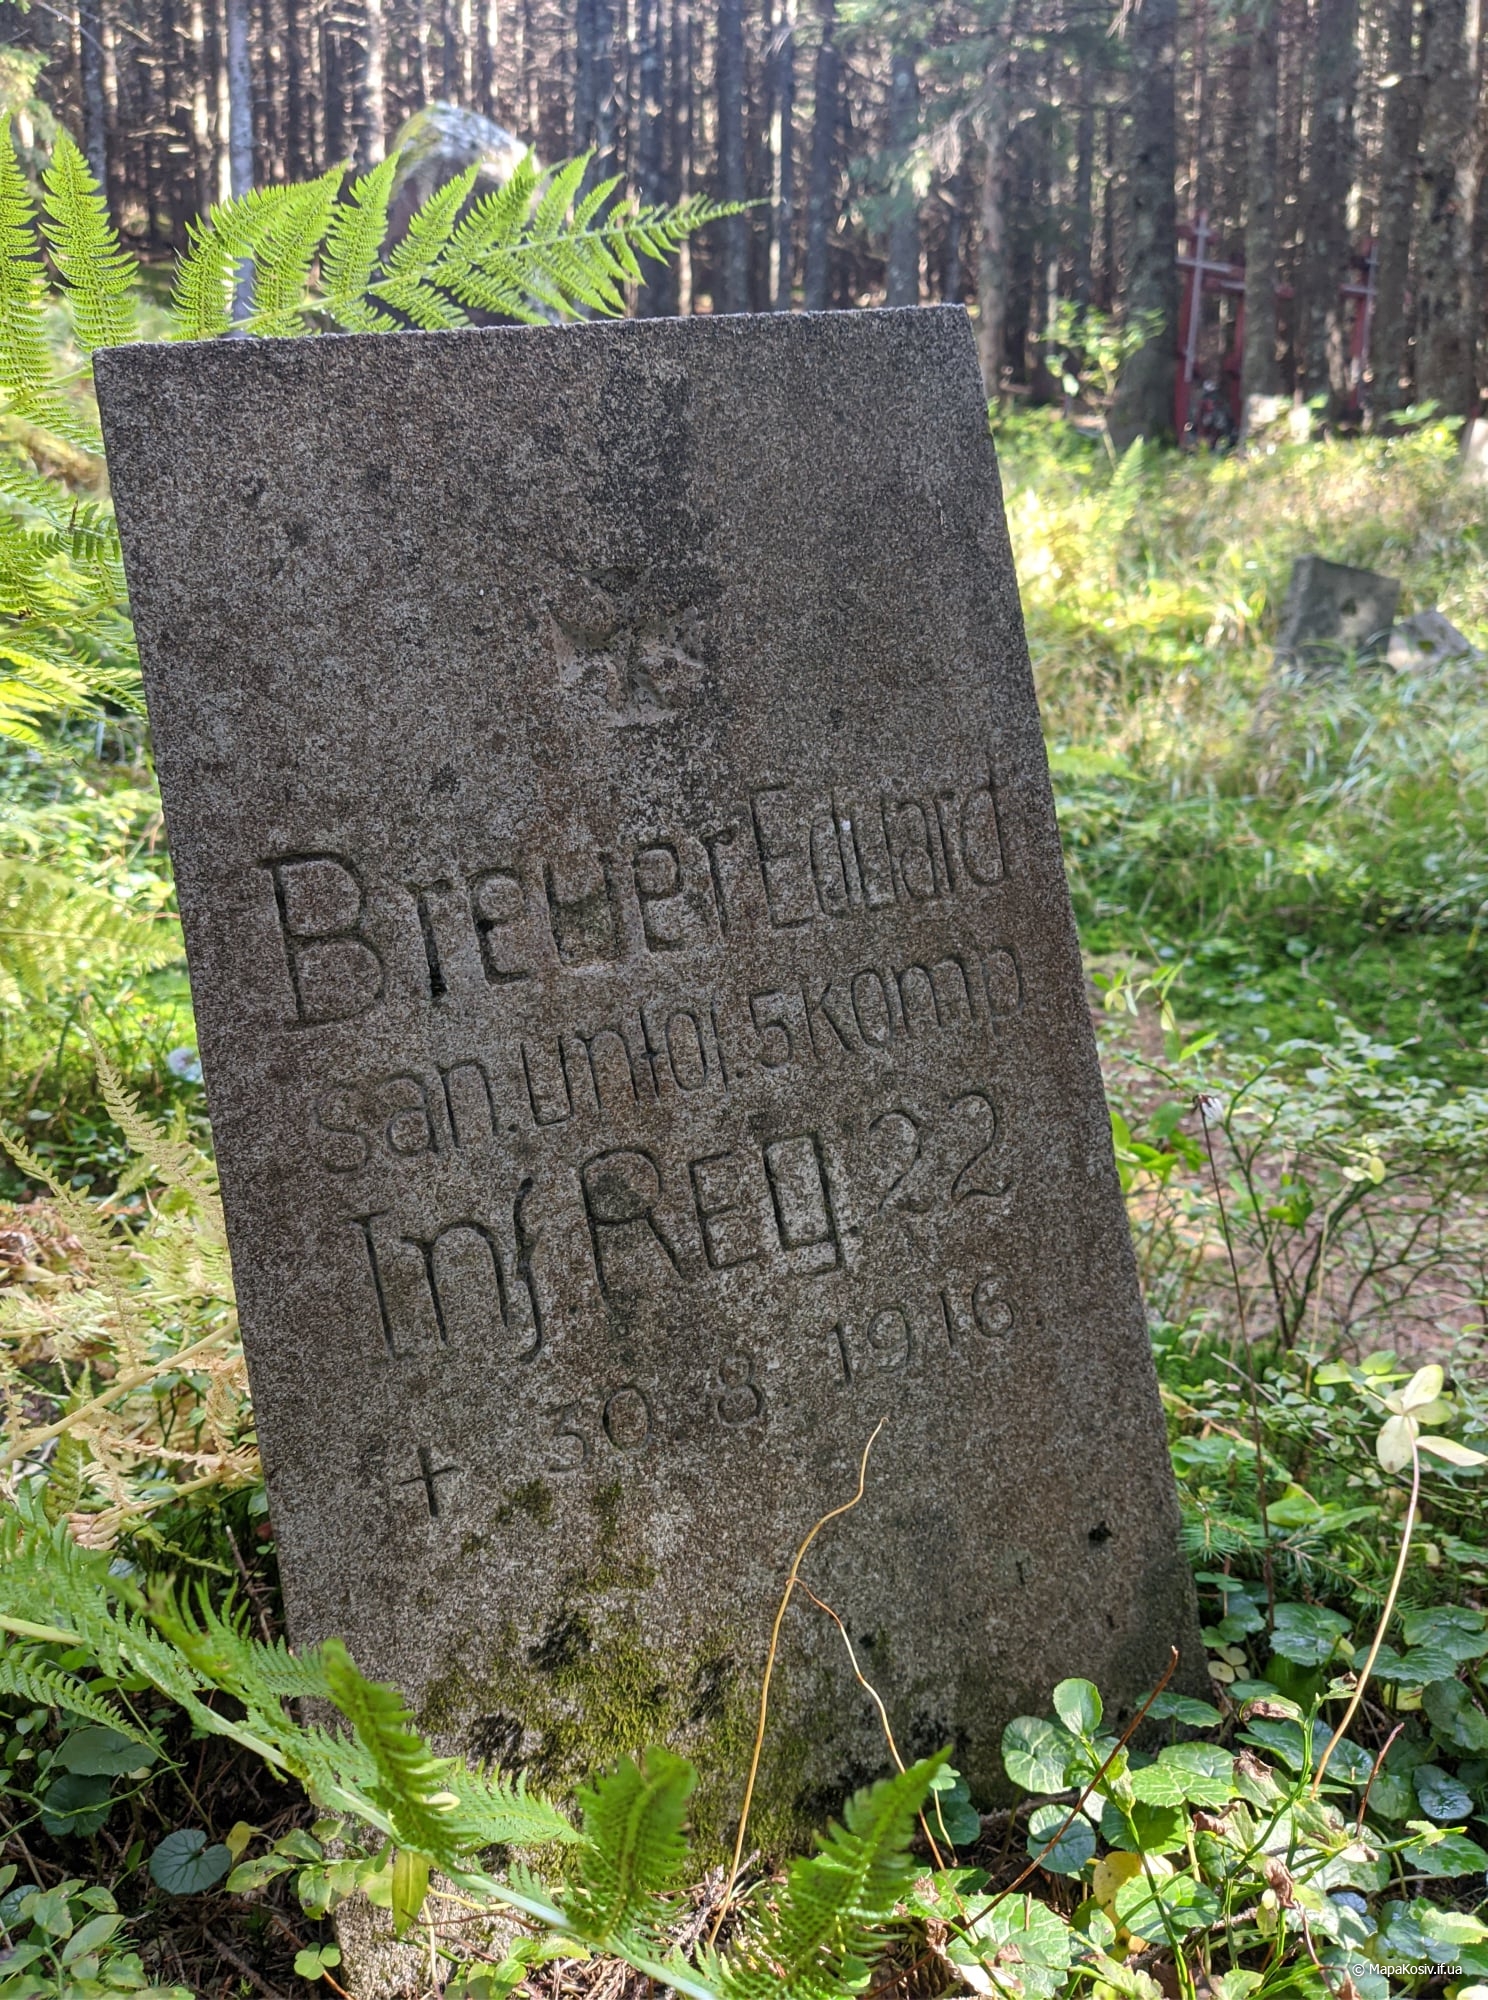 Breuer Eduard
san. untof. 5 Komp
Inf Reg. 22
† 30. 8. 1916
© MapaKosiv.if.ua